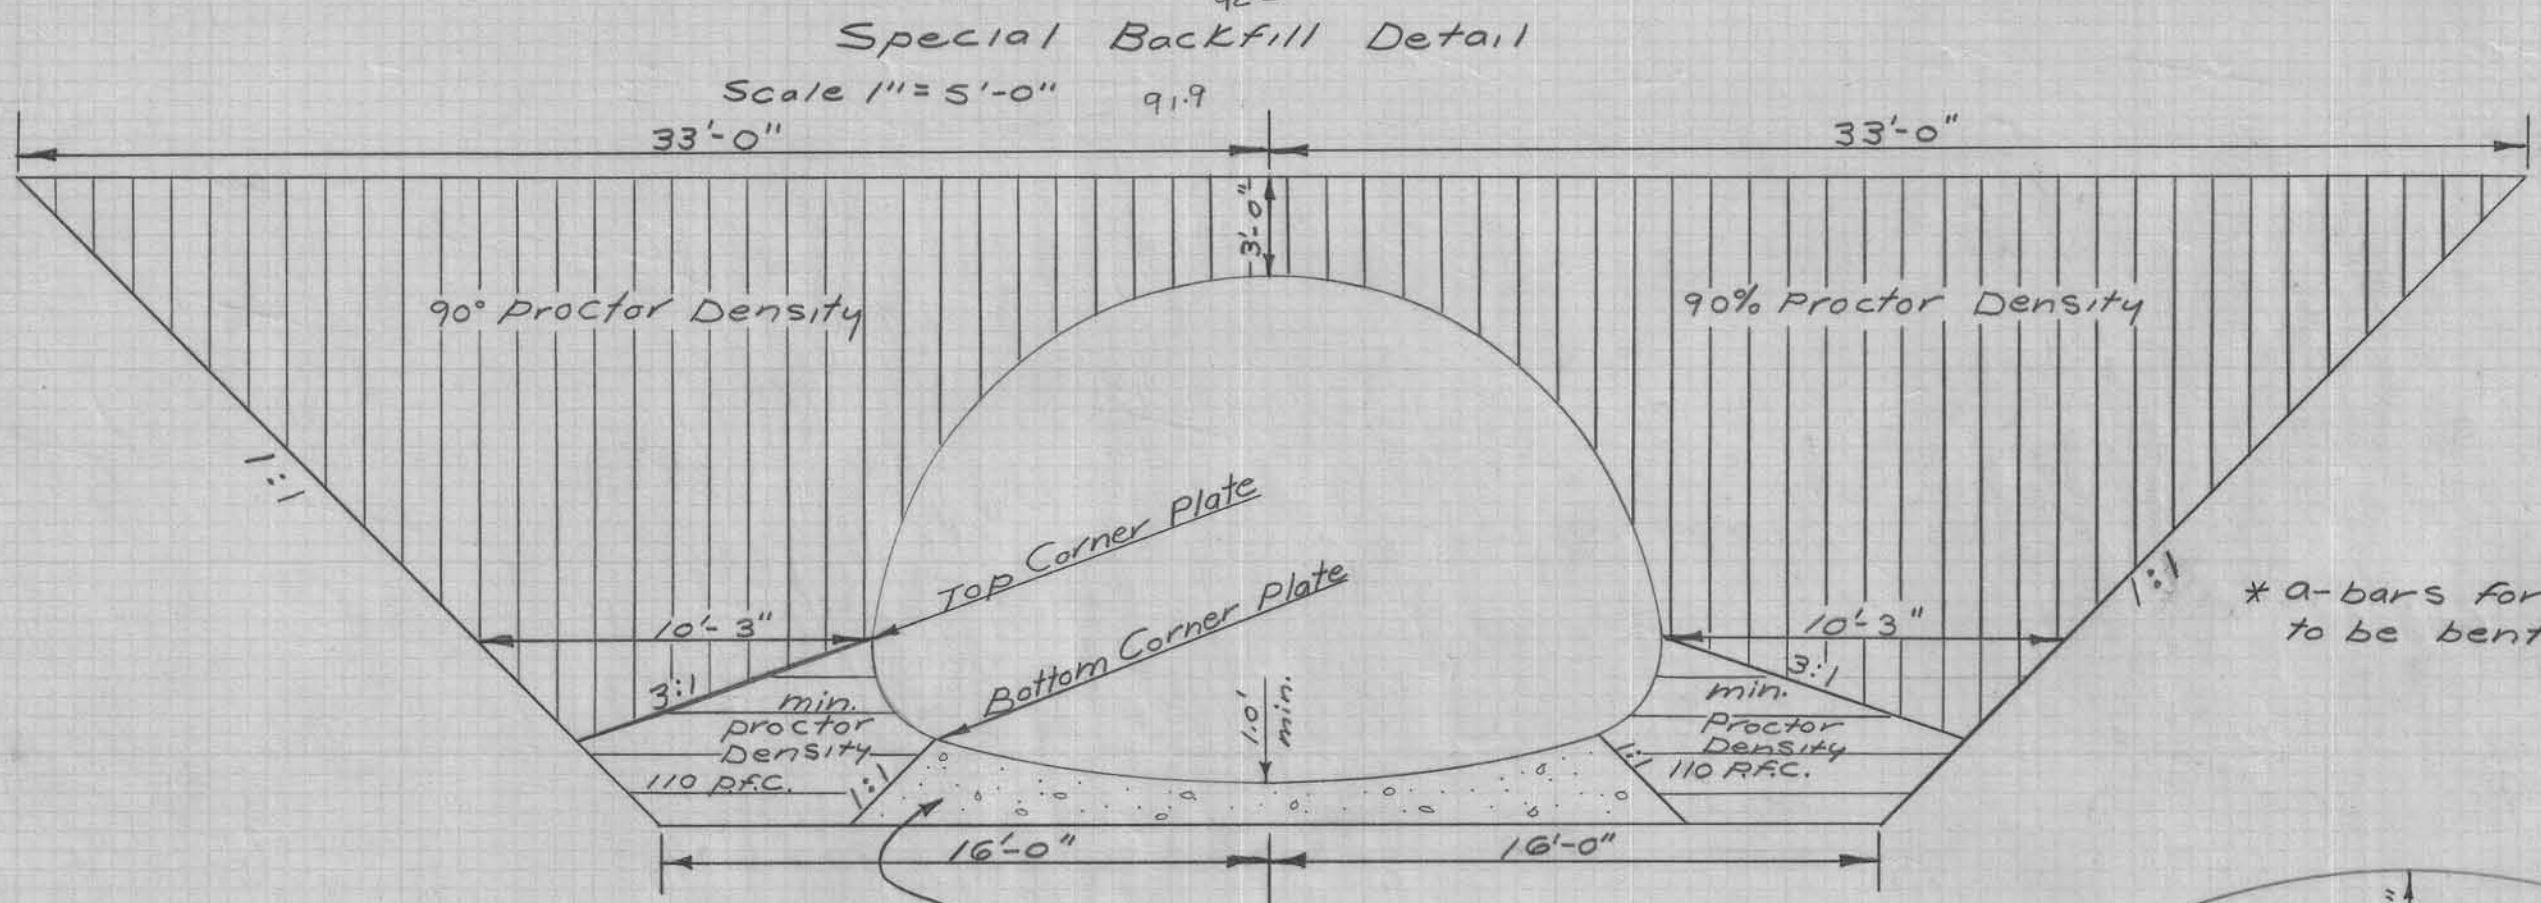 92-
Special Backfill Detail
Scale 1"= 5'-0"
91.9
33'-0"
33'-0"
3'-0"
90° Proctor Density
90% Proctor Density
1:1
1:1
Top Corner Plate
Bottom Corner Plate
10'-3"
10'-3"
3:1
3:1
min.
Proctor
Density
110 P.f.C.
1:1
1.0'
min.
min.
Proctor
Density
110 P.f.C.
1:1
* a-bars for
to be bent
16'-0"
16'-0"